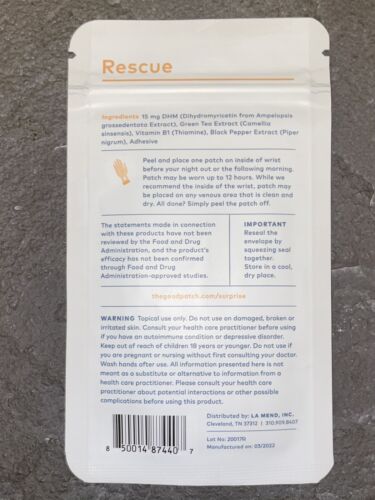 Rescue
Ingredients 15 mg DHM (Dihydromyricetin from Ampelopsis
grossedentata Extract), Green Tea Extract (Camellia
sinensis), Vitamin B1 (Thiamine), Black Pepper Extract (Piper
nigrum), Adhesive
Peel and place one patch on inside of wrist
before your night out or the following morning.
Patch may be worn up to 12 hours. While we
recommend the inside of the wrist, patch may
be placed on any venous area that is clean and
dry. All done? Simply peel the patch off.
The statements made in connection
with these products have not been
reviewed by the Food and Drug
Administration, and the product's
efficacy has not been confirmed
through Food and Drug
Administration-approved studies.
IMPORTANT
Reseal the
envelope by
squeezing seal
together.
Store in a cool,
dry place.
thegoodpatch.com/surprise
WARNING Topical use only. Do not use on damaged, broken or
irritated skin. Consult your health care practitioner before using
if you have an autoimmune condition or depressive disorder.
Keep out of reach of children 18 years or younger. Do not use if
you are pregnant or nursing without first consulting your doctor.
Wash hands after use. All information presented here is not
meant as a substitute or alternative to information from a
health care practitioner. Please consult your health care
practitioner about potential interactions or other possible
complications before using this product.
8 50014 87440 7
Distributed by: LA MEND, INC.
Cleveland, TN 37312 | 310.909.8407
Lot No: 20017R
Manufactured on: 03/2022